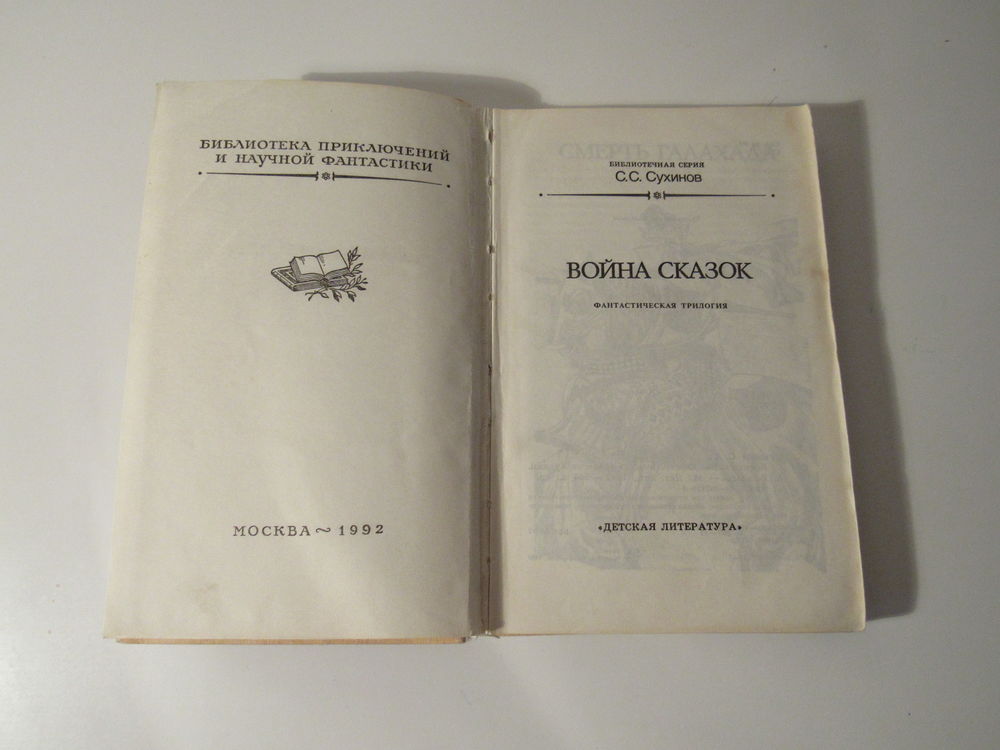 БИБЛИОТЕКА ПРИКЛЮЧЕНИЙ
И НАУЧНОЙ ФАНТАСТИКИ
МОСКВА ~ 1992
БИБЛИОТЕЧНАЯ СЕРИЯ
С.С. Сухинов
ВОЙНА СКАЗОК
ФАНТАСТИЧЕСКАЯ ТРИЛОГИЯ
«ДЕТСКАЯ ЛИТЕРАТУРА»